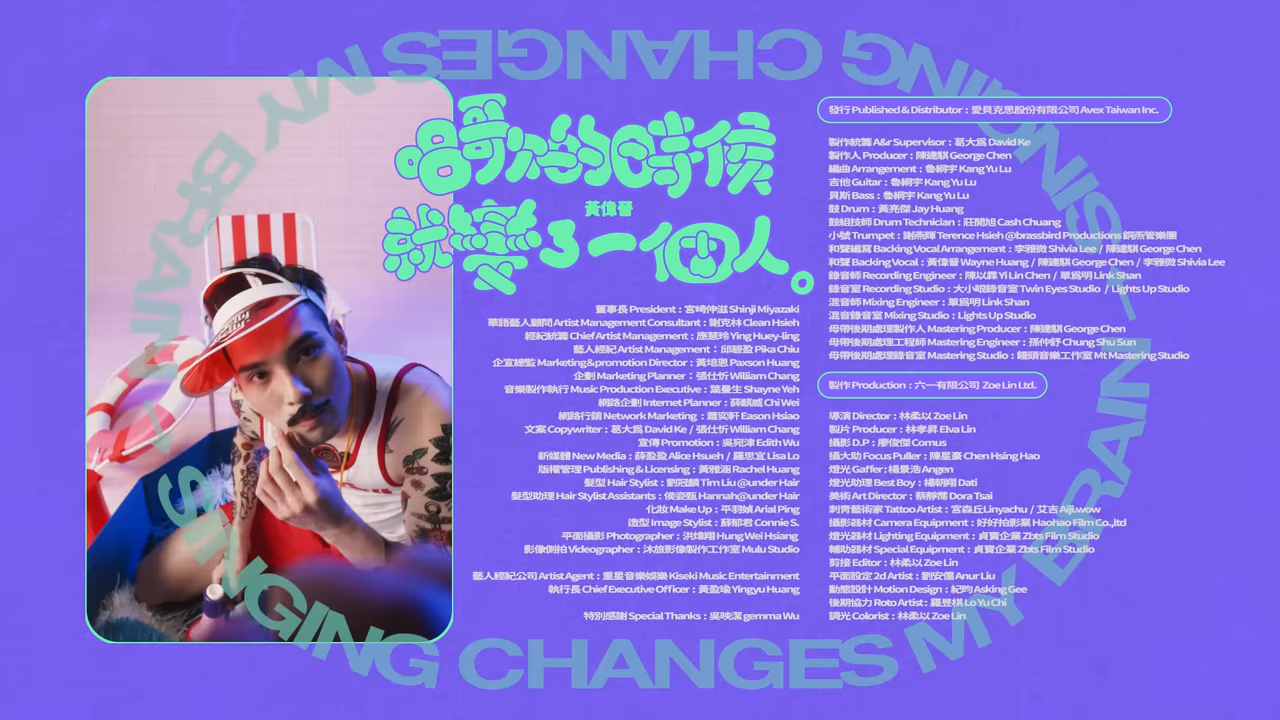 SINGING CHANGES MY BRAIN
唱歌的時候
黃偉晉
就變了一個人。
董事長 President : 宮崎伸滋 Shinji Miyazaki
華語藝人顧問 Artist Management Consultant : 謝克林 Clean Hsieh
經紀統籌 Chief Artist Management : 應慧玲 Ying Huey-ling
藝人經紀 Artist Management : 邱碧盈 Pika Chiu
企宣總監 Marketing&promotion Director : 黃培恩 Paxson Huang
企劃 Marketing Planner : 張仕忻 William Chang
音樂製作執行 Music Production Executive : 葉曼生 Shayne Yeh
網路企劃 Internet Planner : 薛麒威 Chi Wei
網路行銷 Network Marketing : 蕭奕軒 Eason Hsiao
文案 Copywriter : 葛大為 David Ke / 張仕忻 William Chang
宣傳 Promotion : 吳宛津 Edith Wu
新媒體 New Media : 薛盈盈 Alice Hsueh / 羅思宜 Lisa Lo
版權管理 Publishing & Licensing : 黃雅涵 Rachel Huang
髮型 Hair Stylist : 劉冠麟 Tim Liu @under Hair
髮型助理 Hair Stylist Assistants : 侯姿甄 Hannah@under Hair
化妝 Make Up : 平羽媜 Arial Ping
造型 Image Stylist : 蘇郁君 Connie S.
平面攝影 Photographer : 洪瑋翔 Hung Wei Hsiang
影像側拍 Videographer : 沐旅影像製作工作室 Mulu Studio
藝人經紀公司 Artist Agent : 重星音樂娛樂 Kiseki Music Entertainment
執行長 Chief Executive Officer : 黃盈瑜 Yingyu Huang
特別感謝 Special Thanks : 吳映潔 gemma Wu
發行 Published & Distributor : 愛貝克思股份有限公司 Avex Taiwan Inc.
製作統籌 A&r Supervisor : 葛大為 David Ke
製作人 Producer : 陳建騏 George Chen
編曲 Arrangement : 魯綱宇 Kang Yu Lu
吉他 Guitar : 魯綱宇 Kang Yu Lu
貝斯 Bass : 魯綱宇 Kang Yu Lu
鼓 Drum : 黃亮傑 Jay Huang
鼓組技師 Drum Technician : 莊開旭 Cash Chuang
小號 Trumpet : 謝燕輝 Terence Hsieh @brassbird Productions 銅燕管樂團
和聲編寫 Backing Vocal Arrangement : 李雅微 Shivia Lee / 陳建騏 George Chen
和聲 Backing Vocal : 黃偉晉 Wayne Huang / 陳建騏 George Chen / 李雅微 Shivia Lee
錄音師 Recording Engineer : 陳以霖 Yi Lin Chen / 單為明 Link Shan
錄音室 Recording Studio : 大小眼錄音室 Twin Eyes Studio / Lights Up Studio
混音師 Mixing Engineer : 單為明 Link Shan
混音錄音室 Mixing Studio : Lights Up Studio
母帶後期處理製作人 Mastering Producer : 陳建騏 George Chen
母帶後期處理工程師 Mastering Engineer : 孫仲舒 Chung Shu Sun
母帶後期處理錄音室 Mastering Studio : 饅頭音樂工作室 Mt Mastering Studio
製作 Production : 六一有限公司 Zoe Lin Ltd.
導演 Director : 林柔以 Zoe Lin
製片 Producer : 林孝昇 Elva Lin
攝影 D.P : 廖俊傑 Comus
攝大助 Focus Puller : 陳星豪 Chen Hsing Hao
燈光 Gaffer: 楊景浩 Angen
燈光助理 Best Boy : 楊朝翔 Dati
美術 Art Director : 蔡靜霈 Dora Tsai
刺青藝術家 Tattoo Artist : 宮森丘 Linyachu / 艾吉 Aiji.wow
攝影器材 Camera Equipment : 好好拍影業 Haohao Film Co.,ltd
燈光器材 Lighting Equipment : 貞寶企業 Zbts Film Studio
輔助器材 Special Equipment : 貞寶企業 Zbts Film Studio
剪接 Editor : 林柔以 Zoe Lin
平面設定 2d Artist : 劉安儒 Anur Liu
動態設計 Motion Design : 紀昀 Asking Gee
後期協力 Roto Artist : 羅昱棋 Lo Yu Chi
調光 Colorist : 林柔以 Zoe Lin
SINGING CHANGES MY BRAIN —